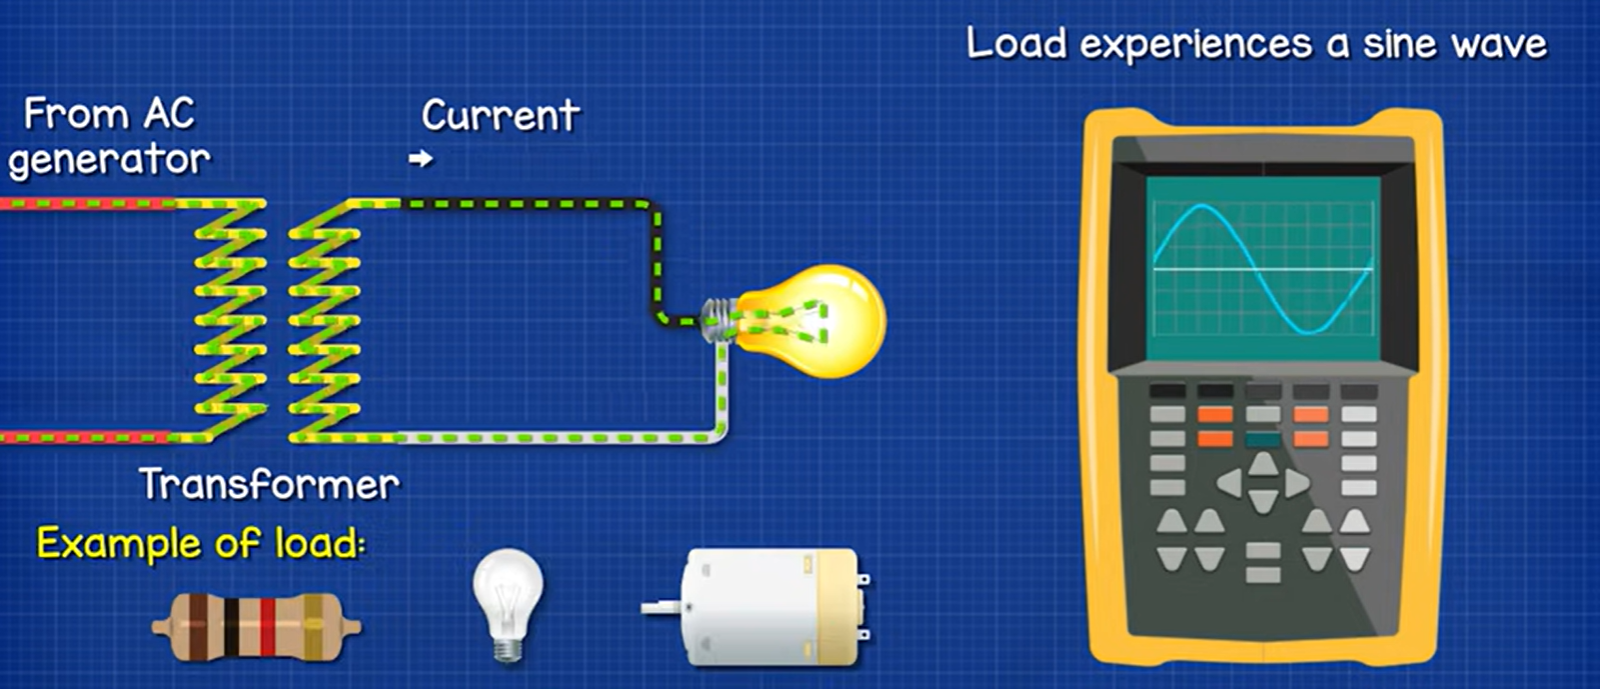 Load experiences a sine wave
From AC
generator
Current
Transformer
Example of load: